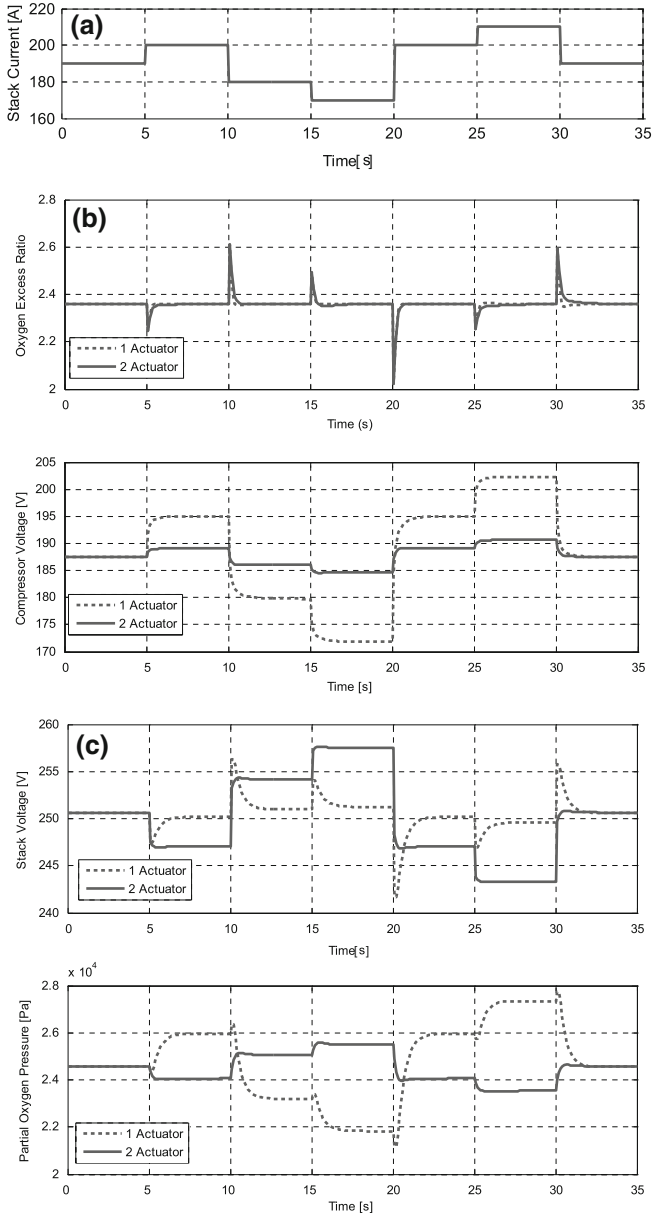 (a)
Stack Current [A]
220
200
180
160
0 5 10 15 20 25 30 35
Time[ s]
(b)
Oxygen Excess Ratio
2.8
2.6
2.4
2.2
2
1 Actuator
2 Actuator
0 5 10 15 20 25 30 35
Time (s)
Compressor Voltage [V]
205
200
195
190
185
180
175
170
1 Actuator
2 Actuator
0 5 10 15 20 25 30 35
Time [s]
(c)
Stack Voltage [V]
260
255
250
245
240
1 Actuator
2 Actuator
0 5 10 15 20 25 30 35
Time[s]
x 10^4
Partial Oxygen Pressure [Pa]
2.8
2.6
2.4
2.2
2
1 Actuator
2 Actuator
0 5 10 15 20 25 30 35
Time [s]